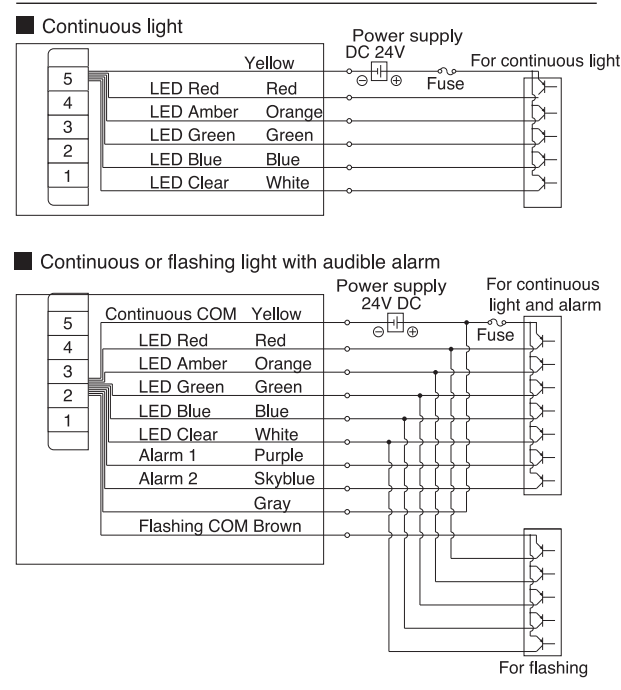 ■ Continuous light
Power supply
DC 24V
Yellow
For continuous light
⊖ ⊕
Fuse
5
LED Red Red
4
LED Amber Orange
3
LED Green Green
2
LED Blue Blue
1
LED Clear White
■ Continuous or flashing light with audible alarm
Power supply
24V DC
For continuous
light and alarm
Continuous COM Yellow
⊖ ⊕
Fuse
5
LED Red Red
4
LED Amber Orange
3
LED Green Green
2
LED Blue Blue
1
LED Clear White
Alarm 1 Purple
Alarm 2 Skyblue
Gray
Flashing COM Brown
For flashing